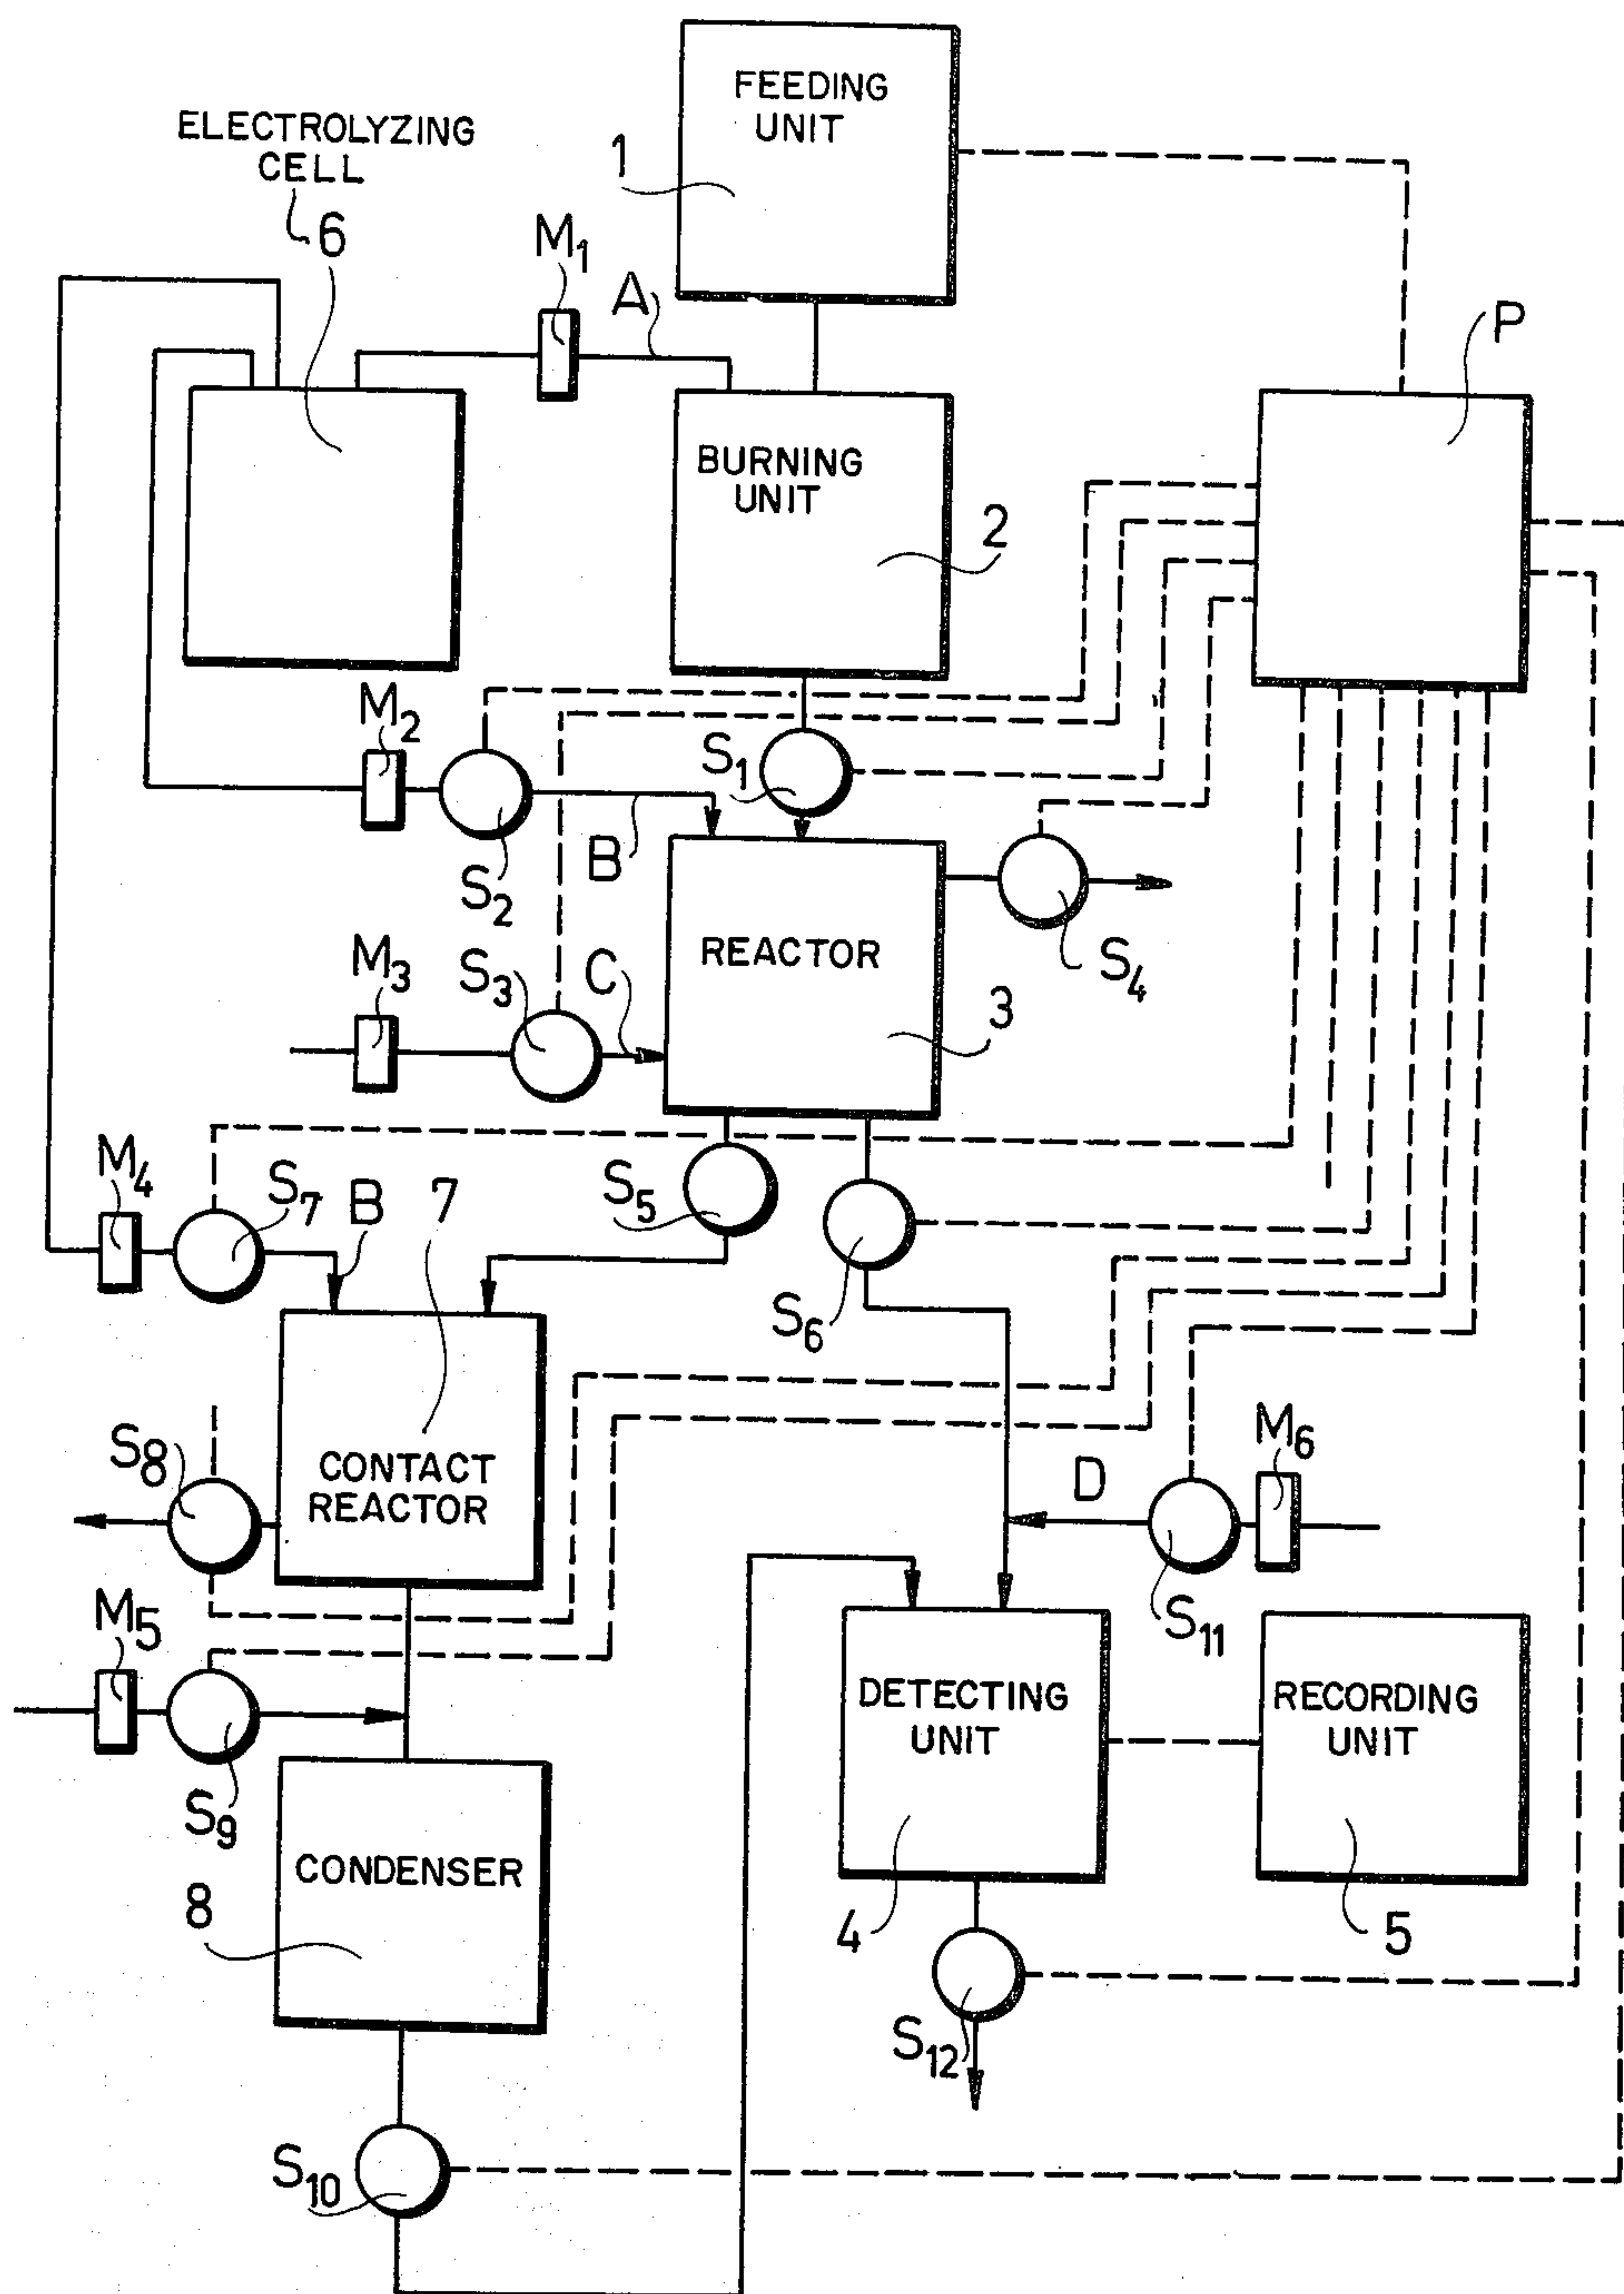 FEEDING
UNIT
1
ELECTROLYZING
CELL
6
M1
A
P
BURNING
UNIT
2
M2
S1
S2
B
REACTOR
3
S4
M3
S3
C
M4
S7
B
7
S5
S6
CONTACT
REACTOR
S8
D
M6
S11
M5
S9
DETECTING
UNIT
4
RECORDING
UNIT
5
CONDENSER
8
S12
S10